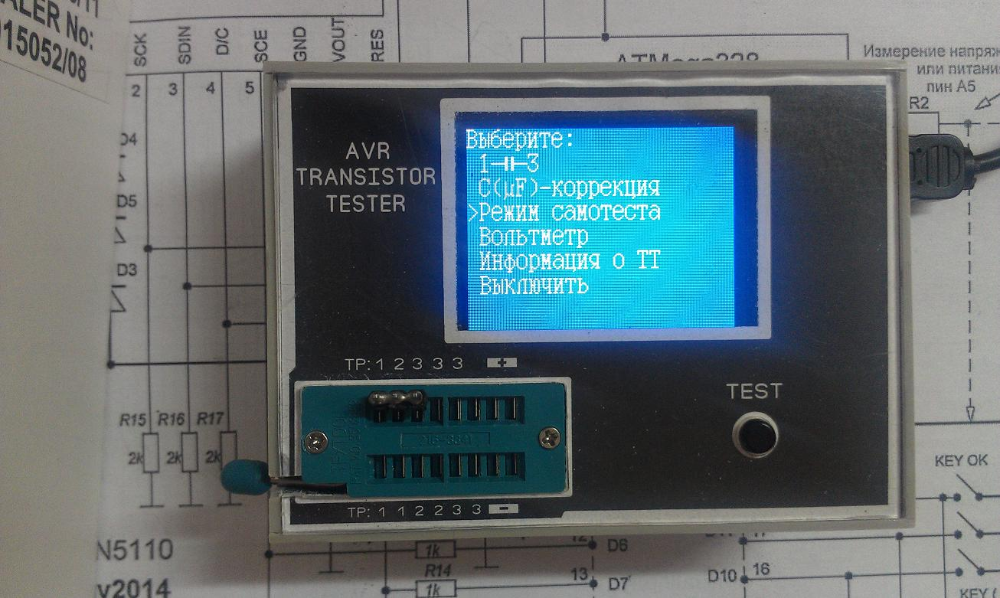 ALER No:
015052/08
SCK
SDIN
D/C
SCE
GND
VOUT
RES
2 3 4 5
ATMega328
Измерение напряж
или питания
пин A5
R2
D4
D5
D3
AVR
TRANSISTOR
TESTER
Выберите:
1 3
C(µF)-коррекция
>Режим самотеста
Вольтметр
Информация о ТТ
Выключить
TP: 1 2 3 3 3 +
TEST
TP: 1 1 2 2 3 3 -
R15 R16 R17
2k 2k 2k
KEY OK
N5110
v2014
1k
12 D6
R14
1k
13 D7
D10 16
KEY